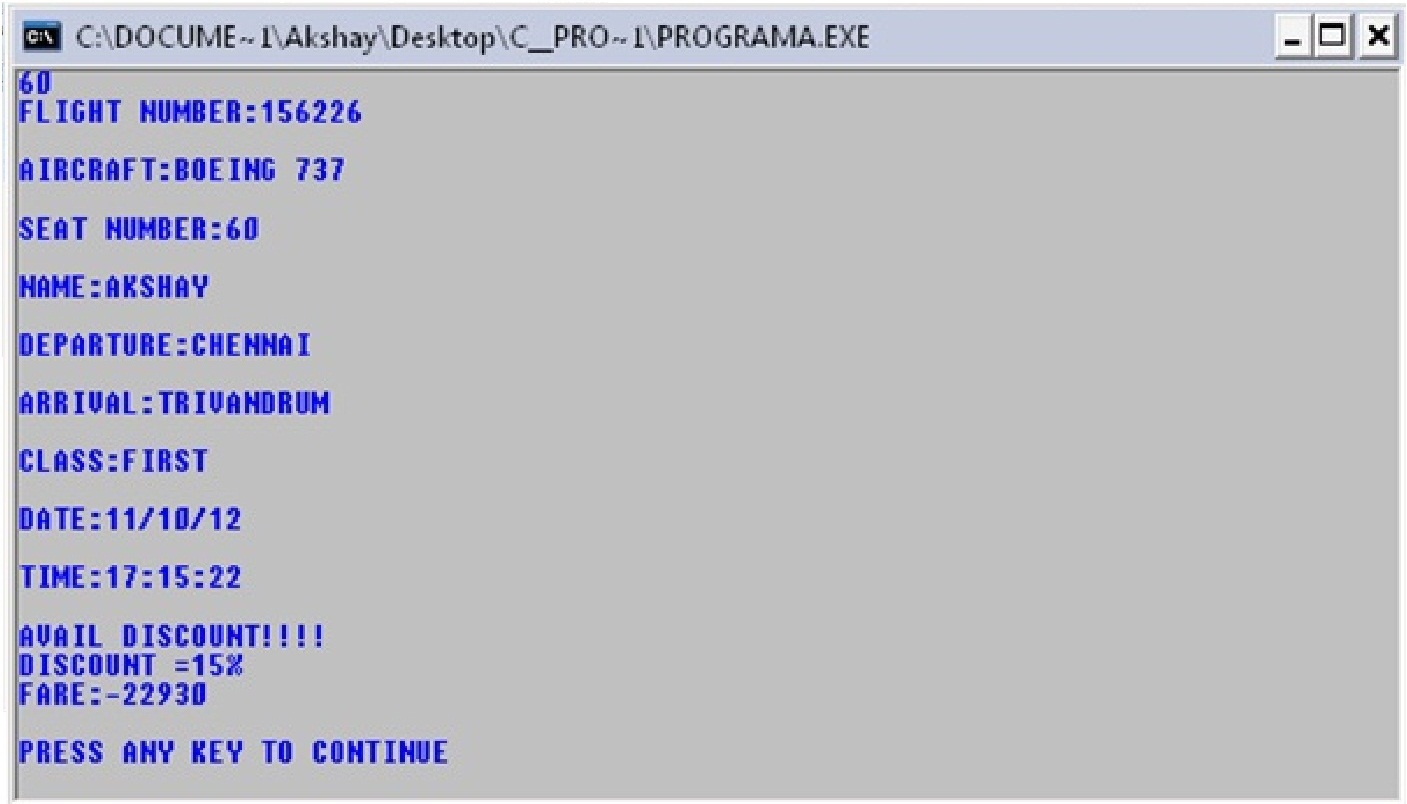 C:\DOCUME~1\Akshay\Desktop\C__PRO~1\PROGRAMA.EXE
60
FLIGHT NUMBER:156226
AIRCRAFT:BOEING 737
SEAT NUMBER:60
NAME:AKSHAY
DEPARTURE:CHENNAI
ARRIVAL:TRIVANDRUM
CLASS:FIRST
DATE:11/10/12
TIME:17:15:22
AVAIL DISCOUNT!!!!
DISCOUNT =15%
FARE:-22930
PRESS ANY KEY TO CONTINUE